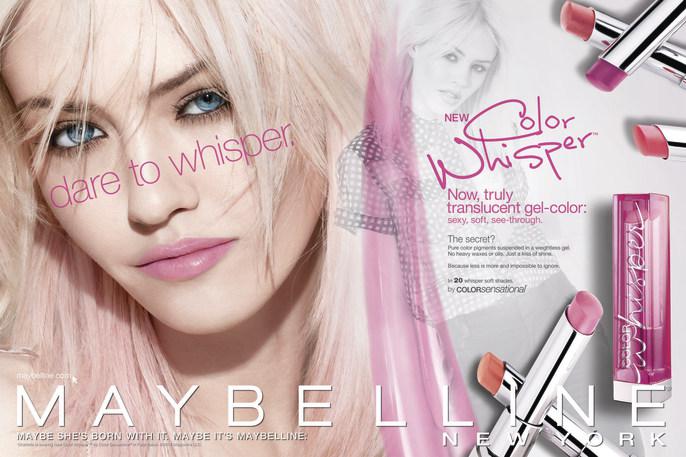 dare to whisper.
NEW Color Whisper™
Now, truly
translucent gel-color:
sexy, soft, see-through.
The secret?
Pure color pigments suspended in a weightless gel.
No heavy waxes or oils. Just a kiss of shine.
Because less is more and impossible to ignore.
In 20 whisper soft shades.
by COLORsensational
COLOR whisper
maybelline.com
MAYBELLINE
NEW YORK
MAYBE SHE'S BORN WITH IT. MAYBE IT'S MAYBELLINE.